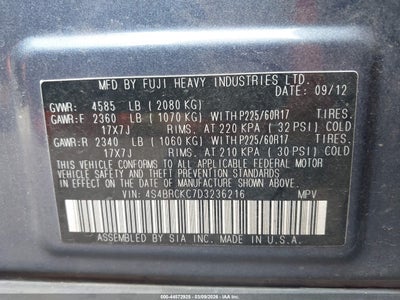 MFD BY FUJI HEAVY INDUSTRIES LTD.
DATE: 09/12
GVWR: 4585 LB (2080 KG)
GAWR:F 2360 LB (1070 KG) WITH P225/60R17 TIRES.
17X7J RIMS. AT 220 KPA (32 PSI) COLD
GAWR:R 2340 LB (1060 KG) WITH P225/60R17 TIRES.
17X7J RIMS. AT 210 KPA (30 PSI) COLD
THIS VEHICLE CONFORMS TO ALL APPLICABLE FEDERAL MOTOR
VEHICLE SAFETY AND THEFT PREVENTION STANDARDS IN EFFECT
ON THE DATE OF MANUFACTURE SHOWN ABOVE.
VIN: 4S4BRCKC7D3236216 MPV
ASSEMBLED BY SIA INC. MADE IN U.S.A.